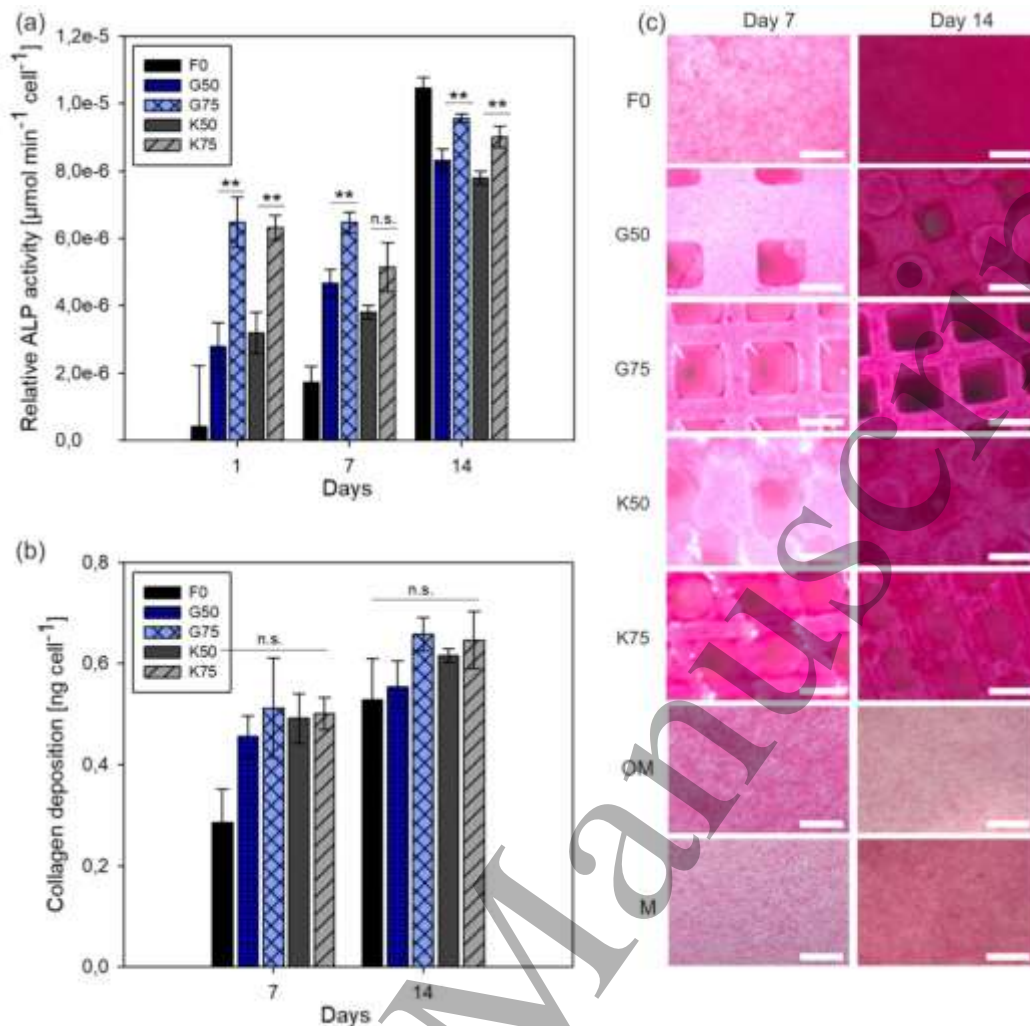 (a)
Relative ALP activity [µmol min⁻¹ cell⁻¹]
1,2e-5
1,0e-5
8,0e-6
6,0e-6
4,0e-6
2,0e-6
0,0
F0
G50
G75
K50
K75
**
**
**
n.s.
**
**
1
7
14
Days
(b)
Collagen deposition [ng cell⁻¹]
0,8
0,6
0,4
0,2
0,0
F0
G50
G75
K50
K75
n.s.
n.s.
7
14
Days
(c)
Day 7
Day 14
F0
G50
G75
K50
K75
OM
M
Manuscrip